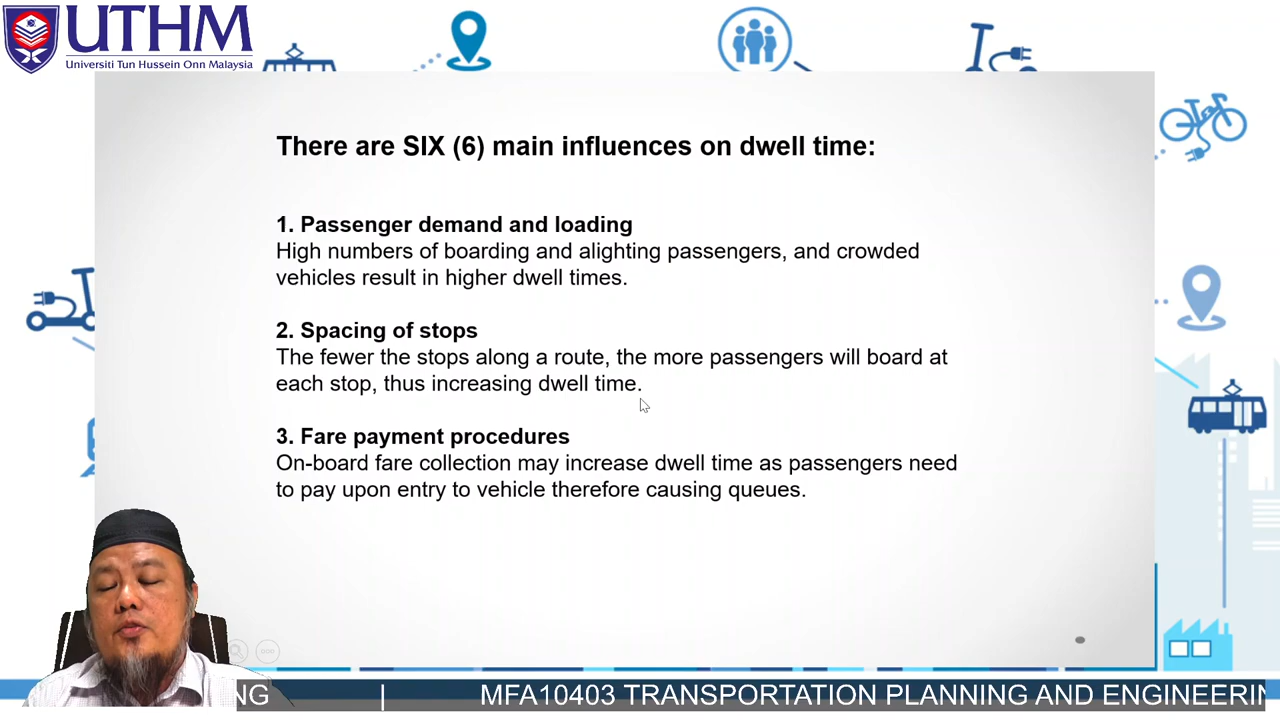 UTHM
Universiti Tun Hussein Onn Malaysia
There are SIX (6) main influences on dwell time:
1. Passenger demand and loading
High numbers of boarding and alighting passengers, and crowded
vehicles result in higher dwell times.
2. Spacing of stops
The fewer the stops along a route, the more passengers will board at
each stop, thus increasing dwell time.
3. Fare payment procedures
On-board fare collection may increase dwell time as passengers need
to pay upon entry to vehicle therefore causing queues.
NG | MFA10403 TRANSPORTATION PLANNING AND ENGINEERIN